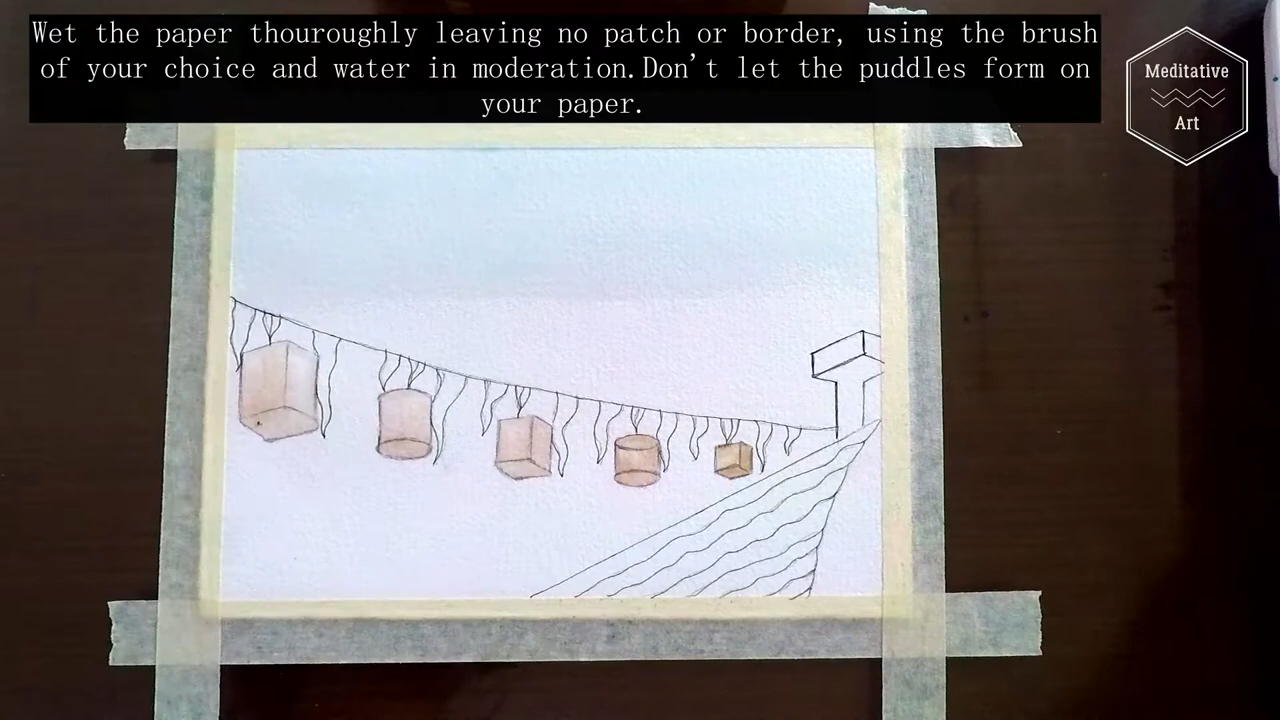 Wet the paper thouroughly leaving no patch or border, using the brush
of your choice and water in moderation.Don't let the puddles form on
your paper.
Meditative
Art